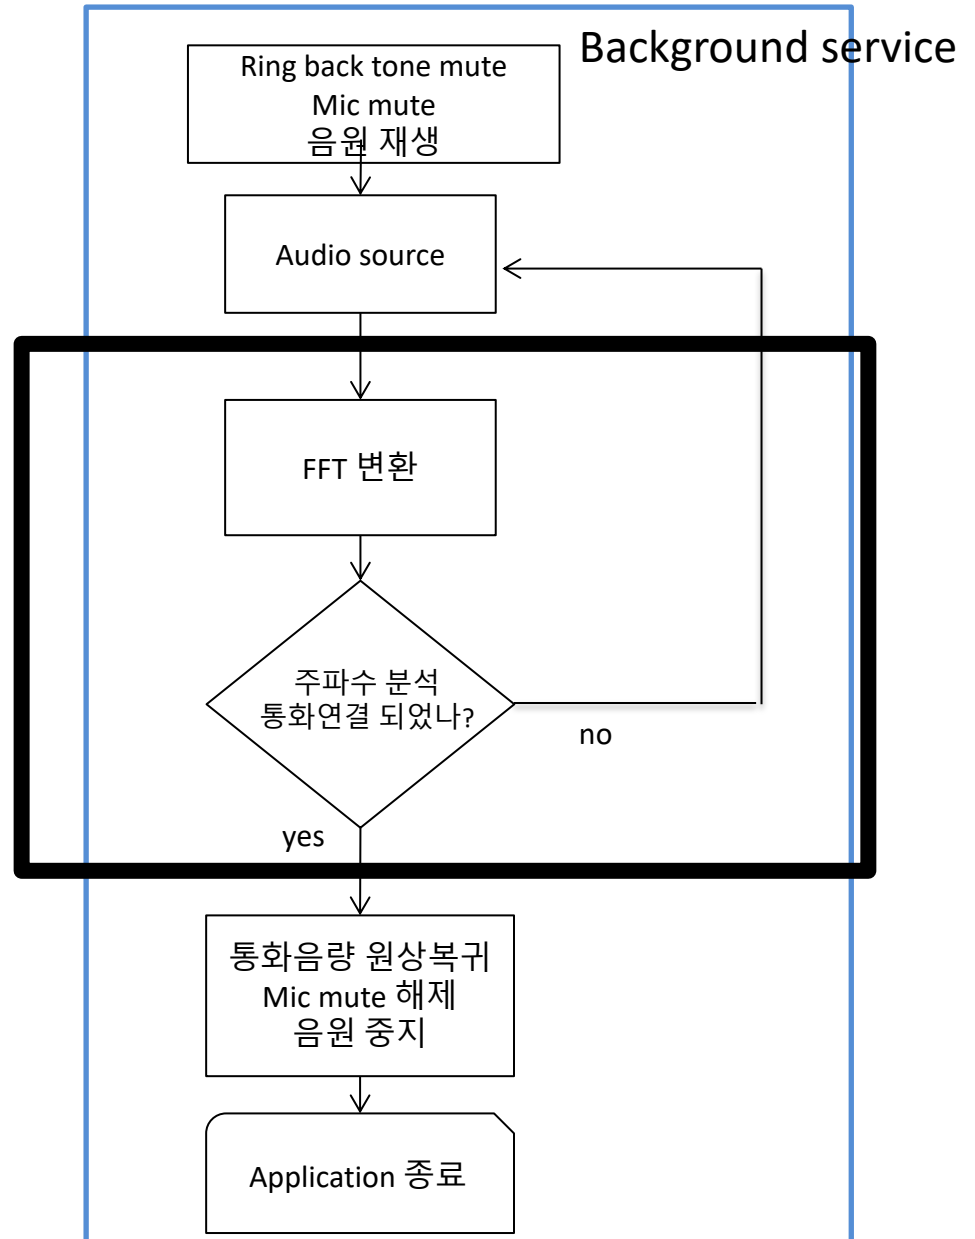 Background service
Ring back tone mute
Mic mute
음원 재생
Audio source
FFT 변환
주파수 분석
통화연결 되었나?
no
yes
통화음량 원상복귀
Mic mute 해제
음원 중지
Application 종료